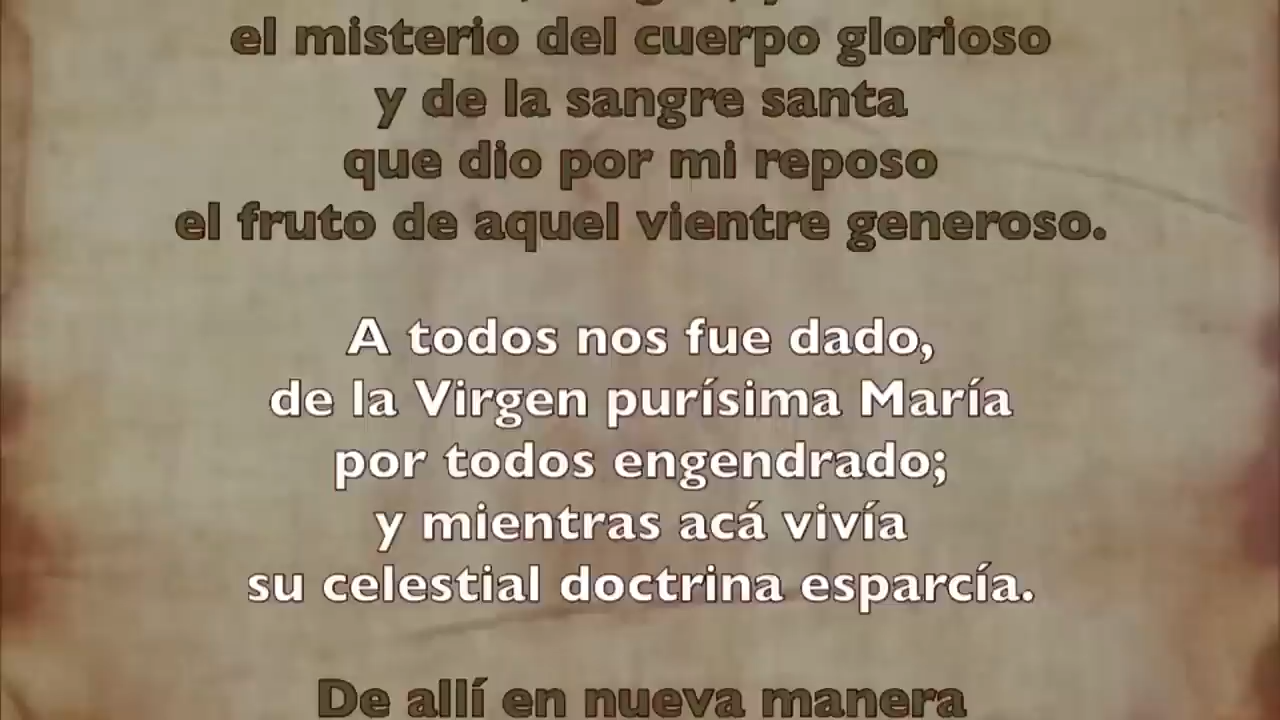 el misterio del cuerpo glorioso
y de la sangre santa
que dio por mi reposo
el fruto de aquel vientre generoso.
A todos nos fue dado,
de la Virgen purísima María
por todos engendrado;
y mientras acá vivía
su celestial doctrina esparcía.
De allí en nueva manera